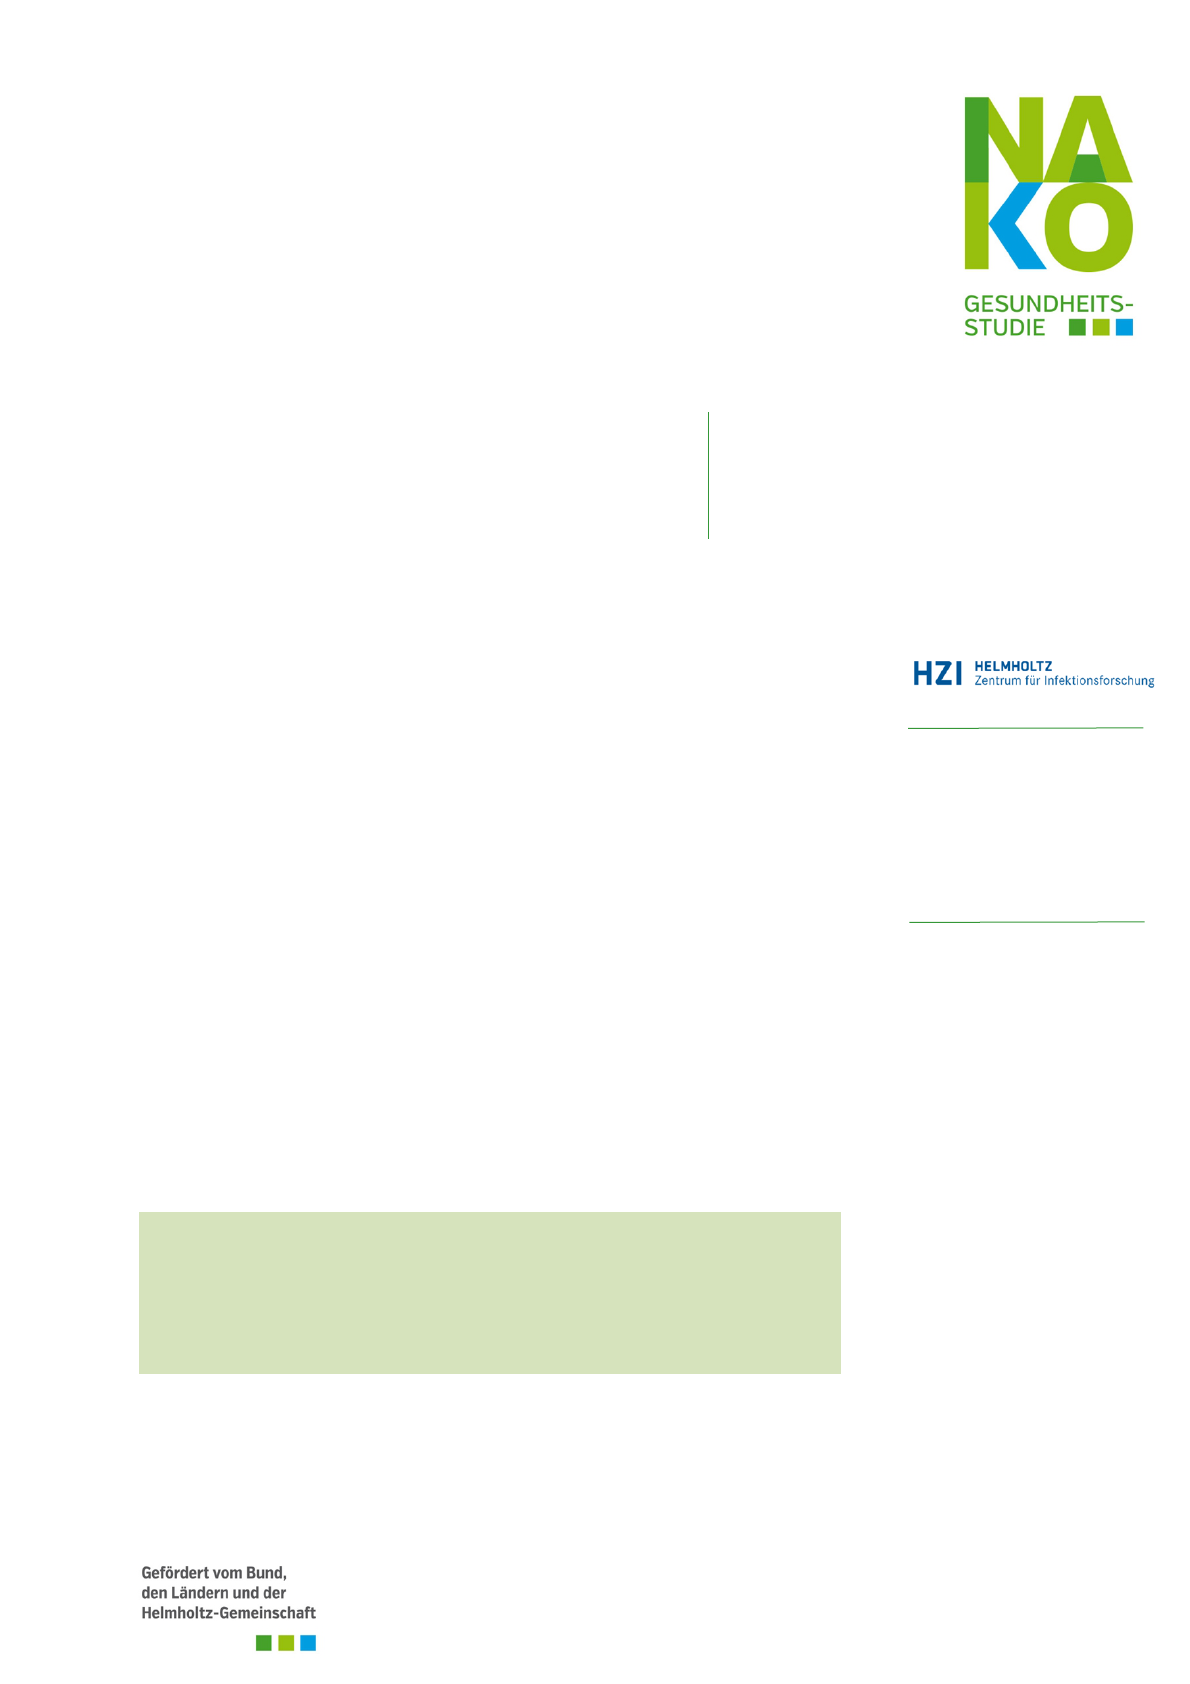 NA
KO
GESUNDHEITS-
STUDIE
HZI HELMHOLTZ
Zentrum für Infektionsforschung
Gefördert vom Bund,
den Ländern und der
Helmholtz-Gemeinschaft